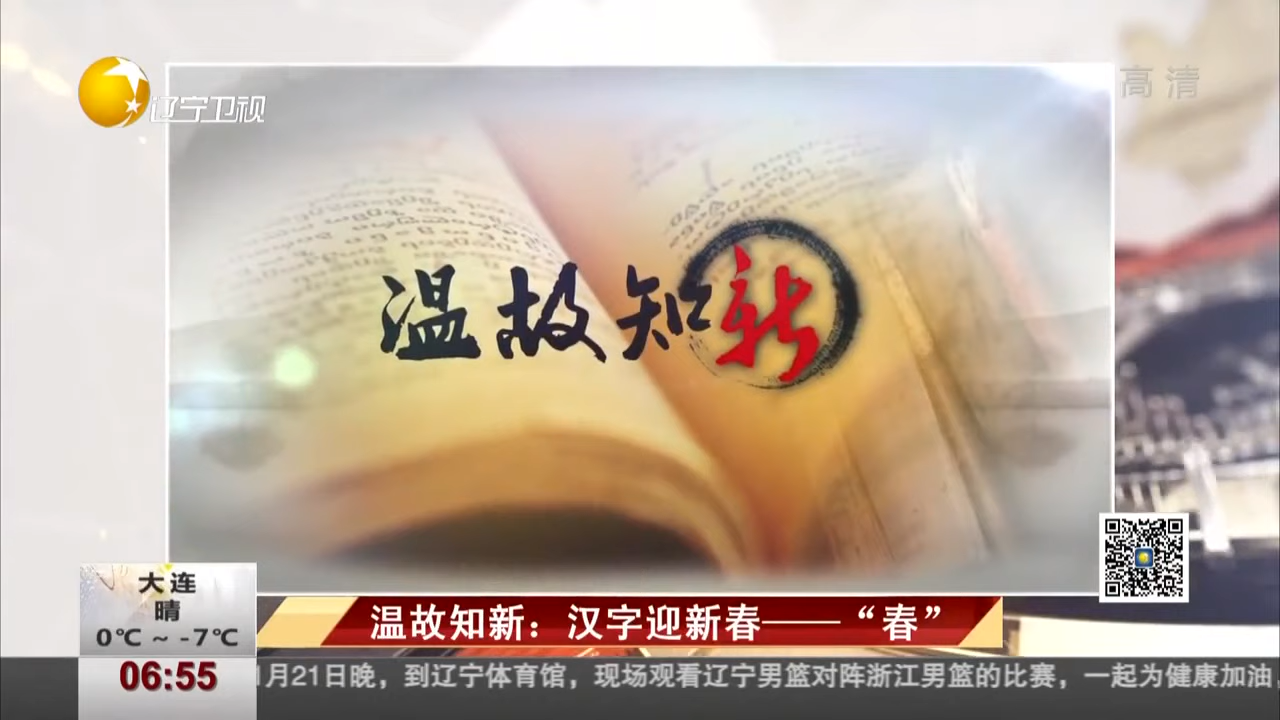 辽宁卫视
高清
温故知新
大连
晴
0℃ ~ -7℃
06:55
温故知新：汉字迎新春——“春”
1月21日晚，到辽宁体育馆，现场观看辽宁男篮对阵浙江男篮的比赛，一起为健康加油，